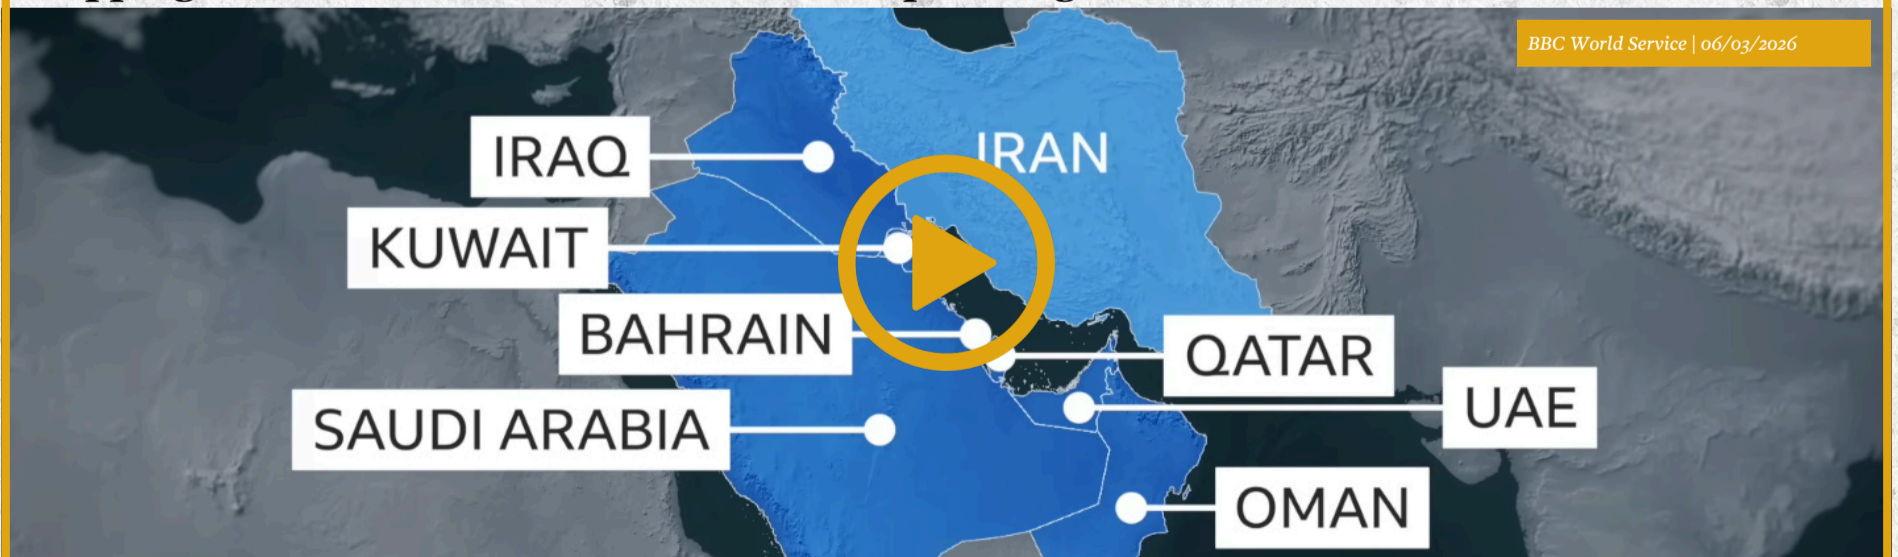 BBC World Service | 06/03/2026
IRAN
IRAQ
KUWAIT
BAHRAIN
QATAR
UAE
SAUDI ARABIA
OMAN